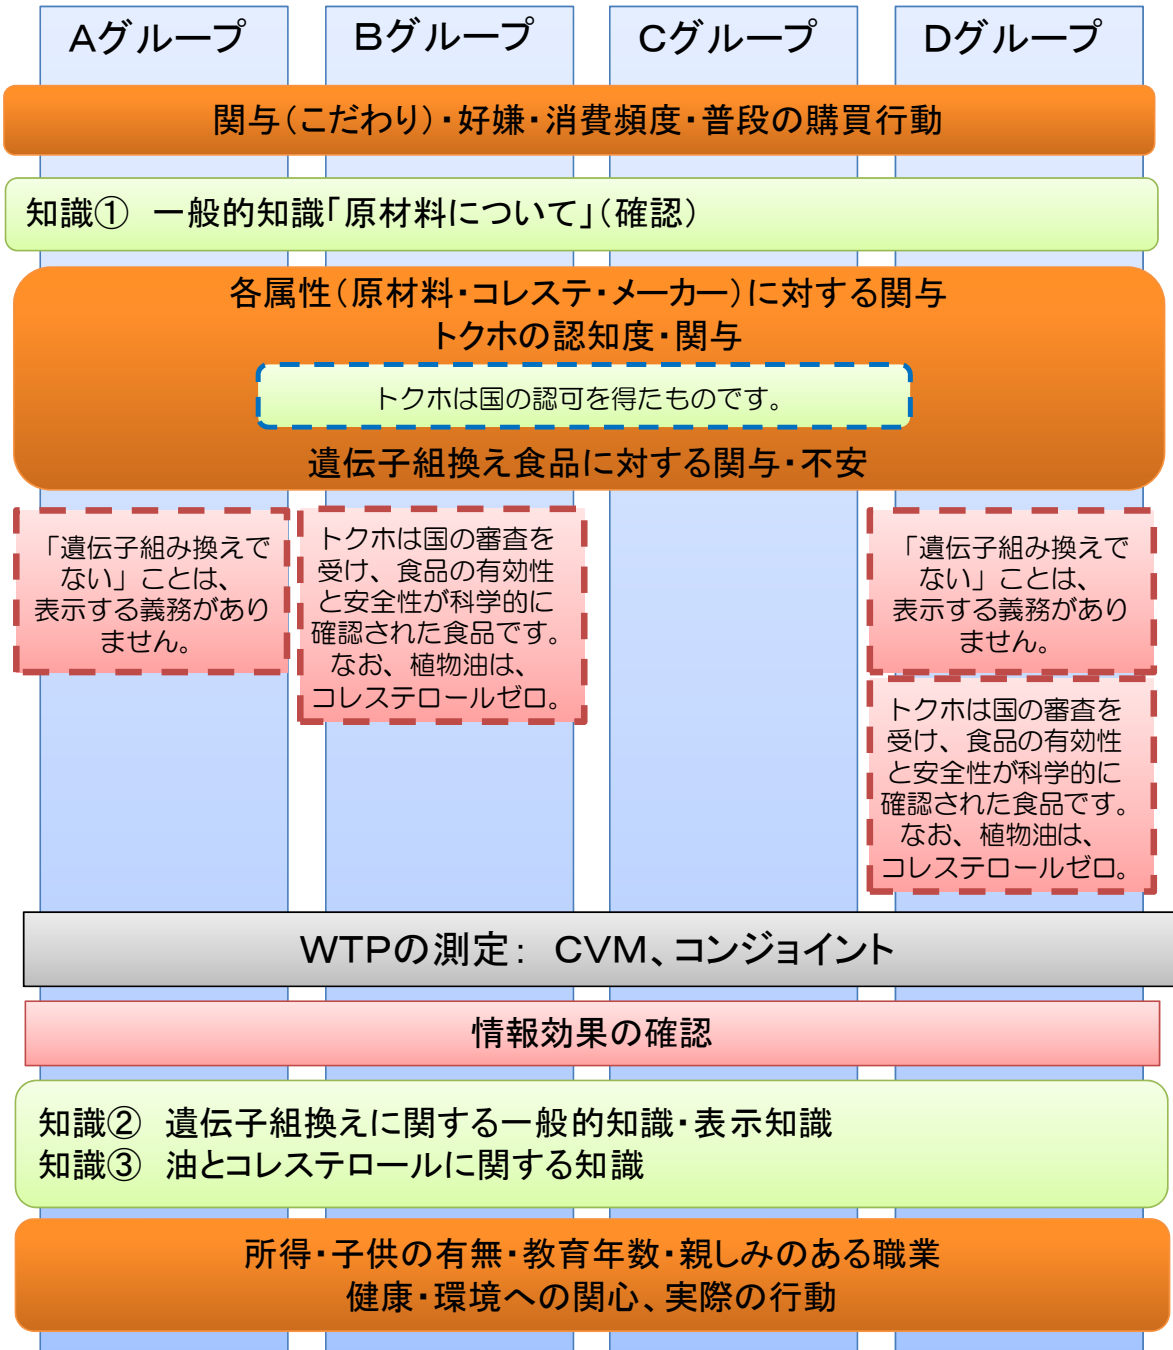 Aグループ
Bグループ
Cグループ
Dグループ
関与(こだわり)・好嫌・消費頻度・普段の購買行動
知識① 一般的知識「原材料について」(確認)
各属性(原材料・コレステ・メーカー)に対する関与
トクホの認知度・関与
トクホは国の認可を得たものです。
遺伝子組換え食品に対する関与・不安
「遺伝子組み換えで
ない」ことは、
表示する義務があり
ません。
トクホは国の審査を
受け、食品の有効性
と安全性が科学的に
確認された食品です。
なお、植物油は、
コレステロールゼロ。
「遺伝子組み換えで
ない」ことは、
表示する義務があり
ません。
トクホは国の審査を
受け、食品の有効性
と安全性が科学的に
確認された食品です。
なお、植物油は、
コレステロールゼロ。
WTPの測定: CVM、コンジョイント
情報効果の確認
知識② 遺伝子組換えに関する一般的知識・表示知識
知識③ 油とコレステロールに関する知識
所得・子供の有無・教育年数・親しみのある職業
健康・環境への関心、実際の行動